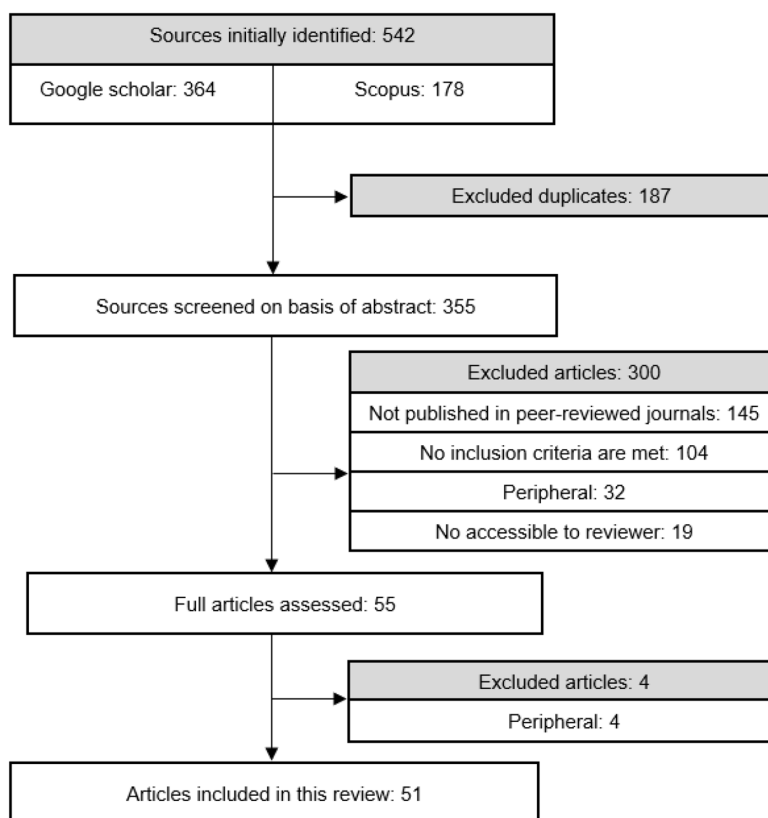 Sources initially identified: 542
Google scholar: 364
Scopus: 178
Excluded duplicates: 187
Sources screened on basis of abstract: 355
Excluded articles: 300
Not published in peer-reviewed journals: 145
No inclusion criteria are met: 104
Peripheral: 32
No accessible to reviewer: 19
Full articles assessed: 55
Excluded articles: 4
Peripheral: 4
Articles included in this review: 51